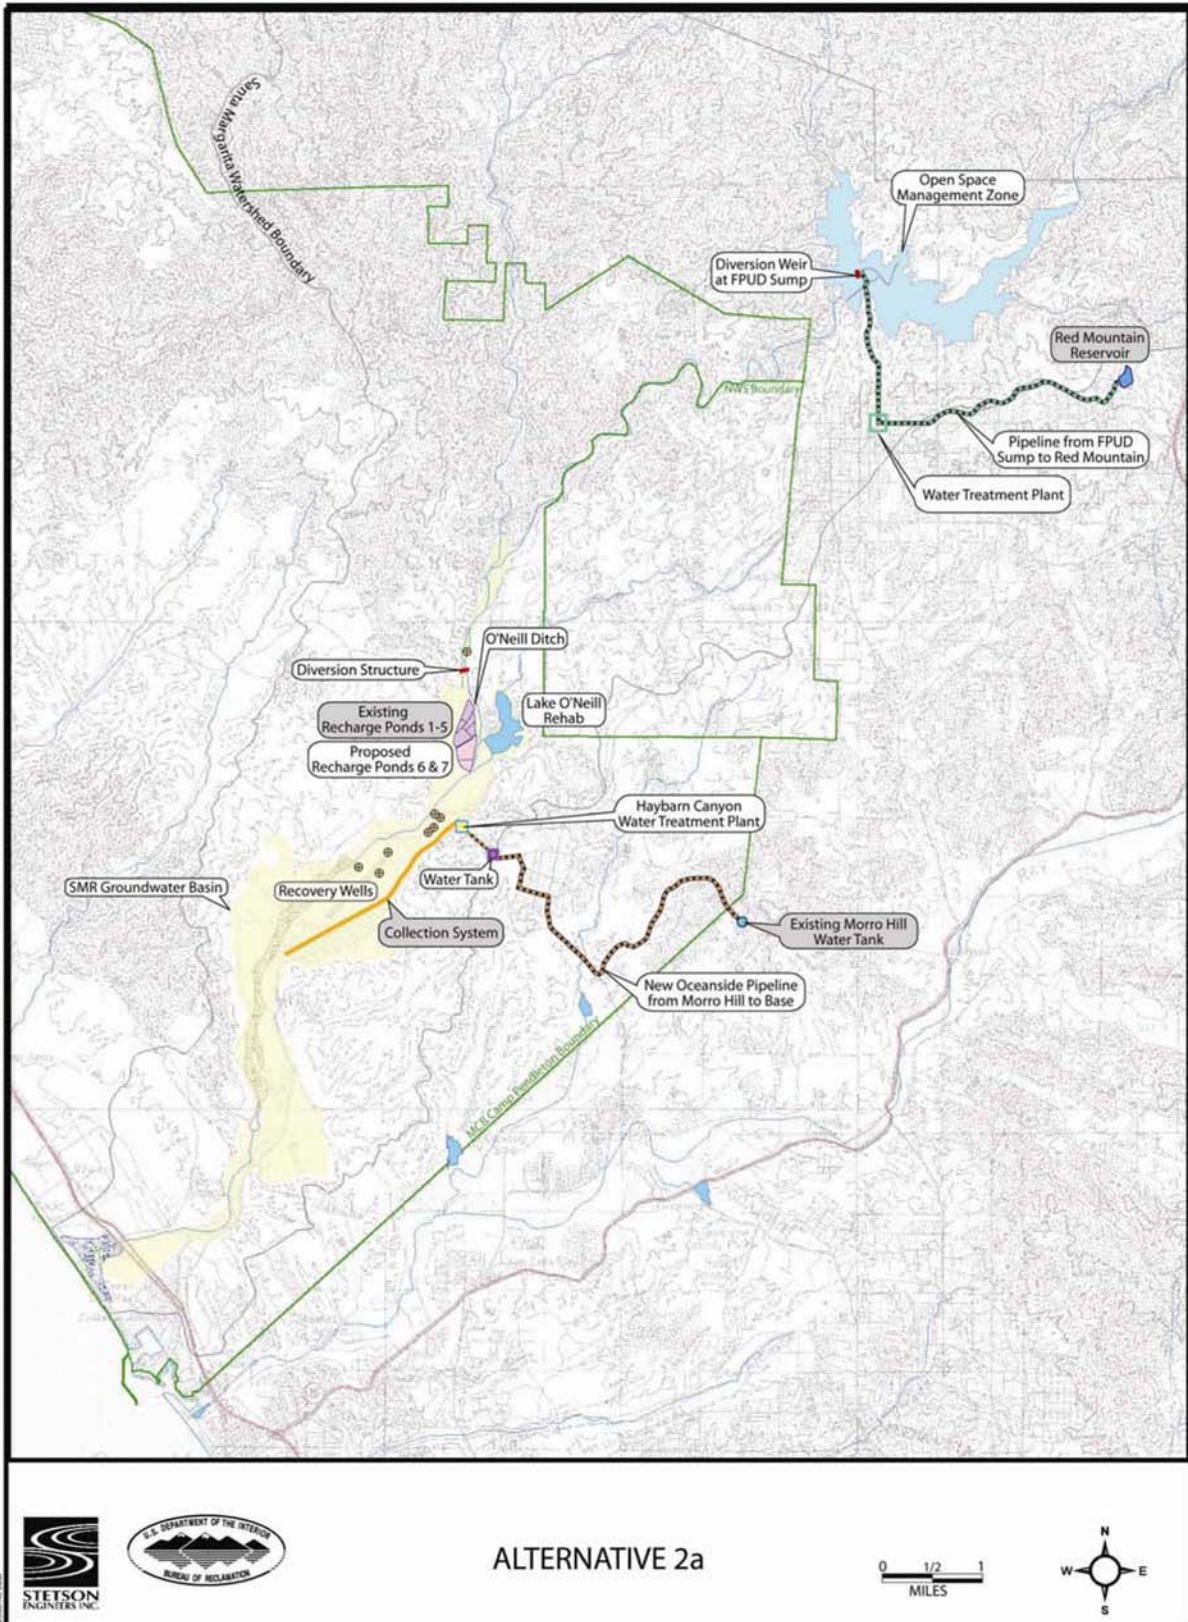 Santa Margarita Watershed Boundary
Open Space
Management Zone
Diversion Weir
at FPUD Sump
Red Mountain
Reservoir
NWS Boundary
Pipeline from FPUD
Sump to Red Mountain
Water Treatment Plant
O'Neill Ditch
Diversion Structure
Existing
Recharge Ponds 1-5
Lake O'Neill
Rehab
Proposed
Recharge Ponds 6 & 7
Haybarn Canyon
Water Treatment Plant
SMR Groundwater Basin
Recovery Wells
Water Tank
Collection System
Existing Morro Hill
Water Tank
New Oceanside Pipeline
from Morro Hill to Base
MCB Camp Pendleton Boundary
STETSON
ENGINEERS INC.
U.S. DEPARTMENT OF THE INTERIOR
BUREAU OF RECLAMATION
ALTERNATIVE 2a
0 1/2 1
MILES
N
W E
S